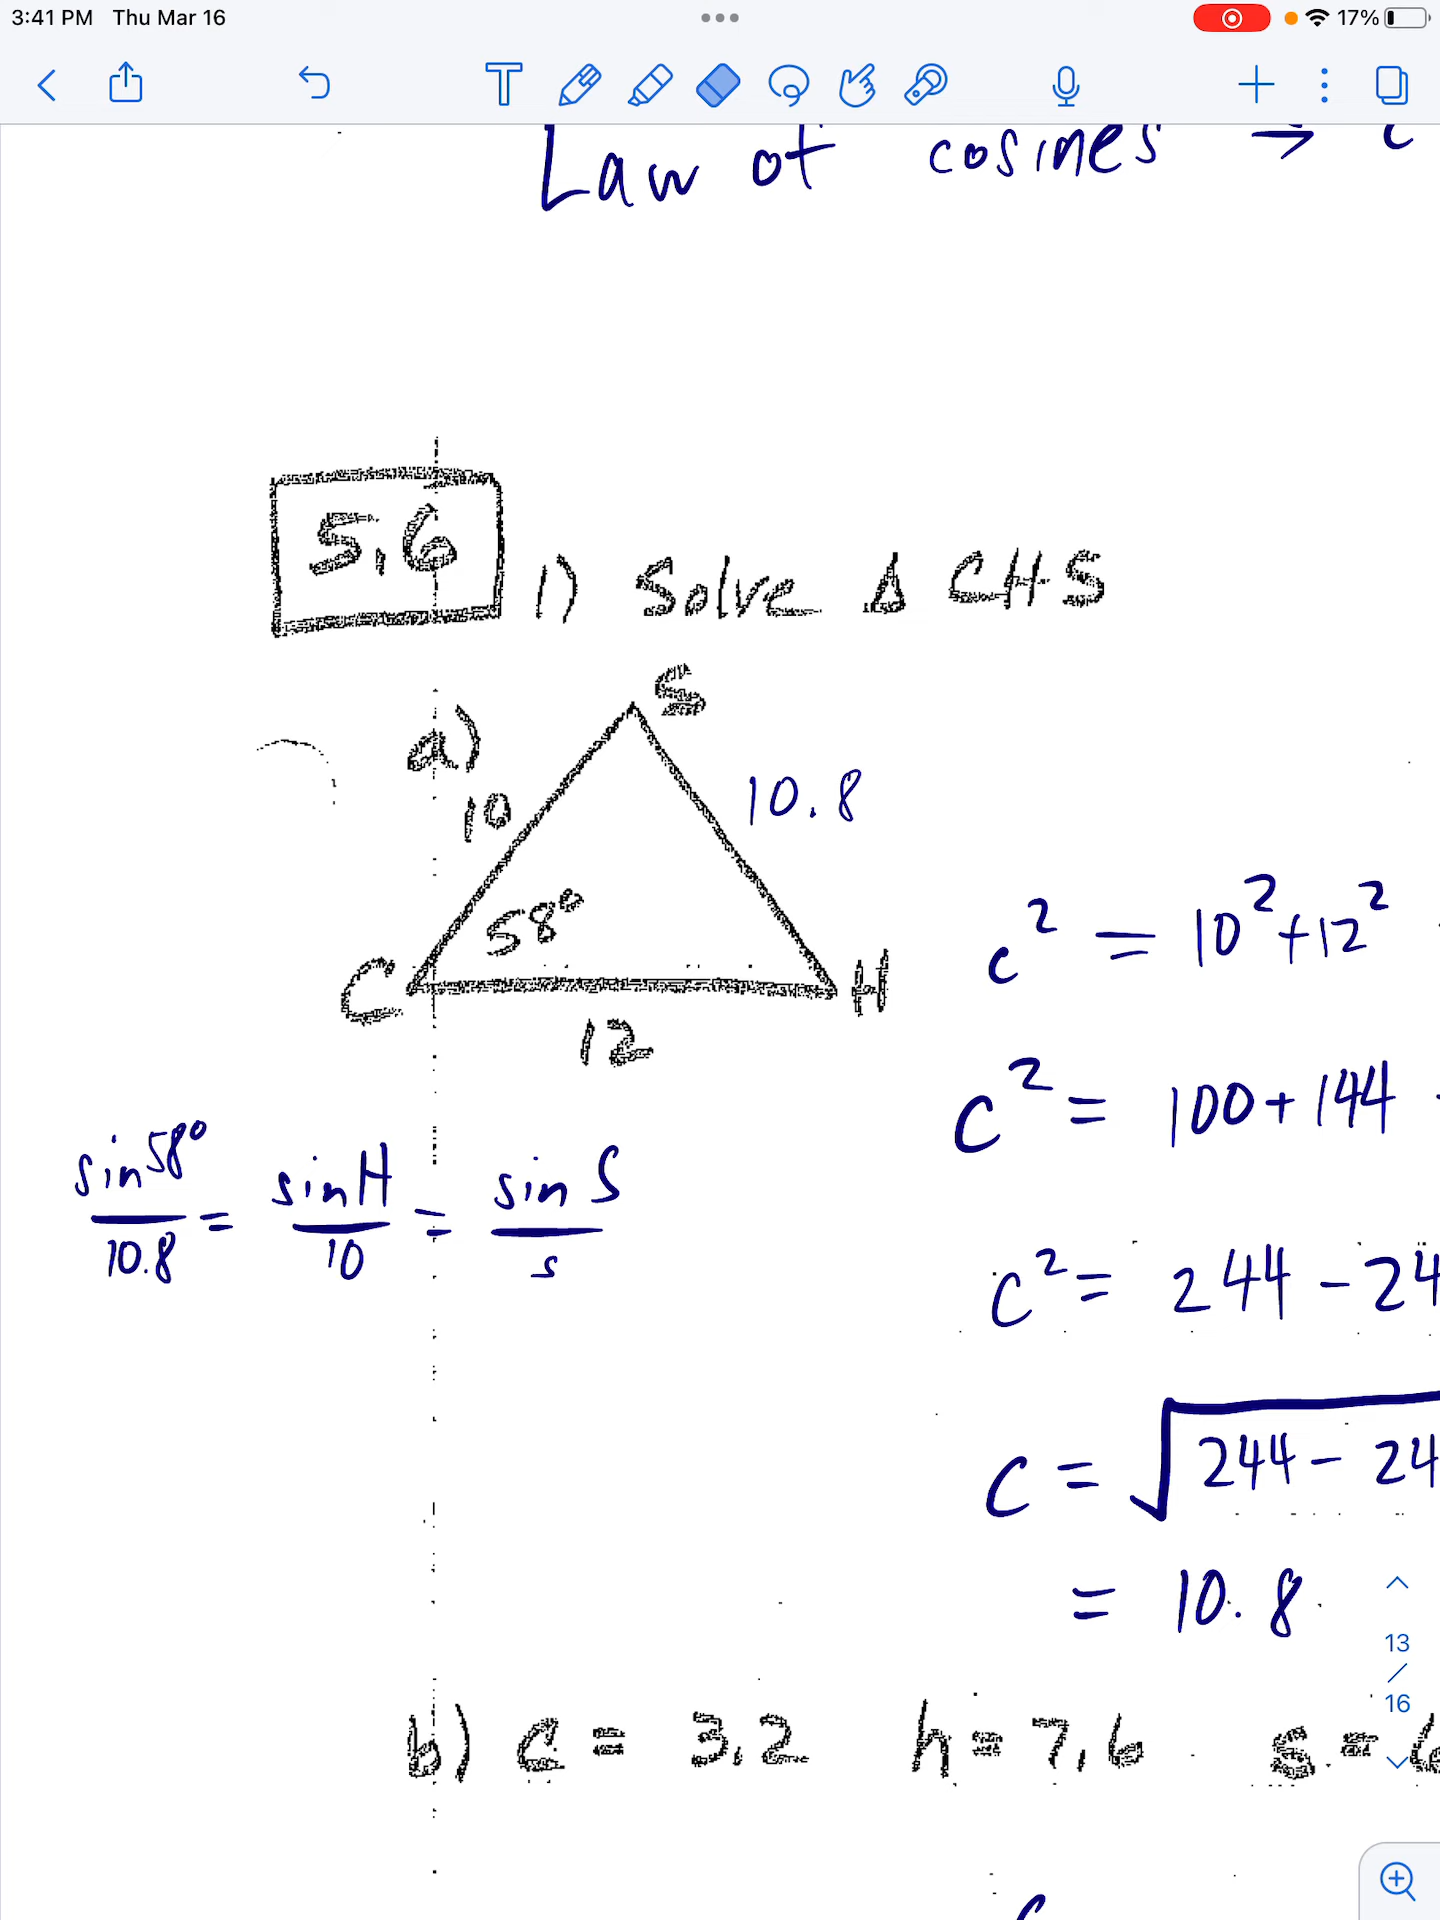 3:41 PM Thu Mar 16
17%
Law of cosines → c
5.6
1) Solve Δ CHS
a)
S
10
10.8
58°
C
H
12
c² = 10² + 12²
c² = 100 + 144
sin58°/10.8 = sinH/10 = sin S/s
c² = 244 - 24
c = √244 - 24
= 10.8
13
/
16
b) c = 3.2 h = 7.6 s = 6